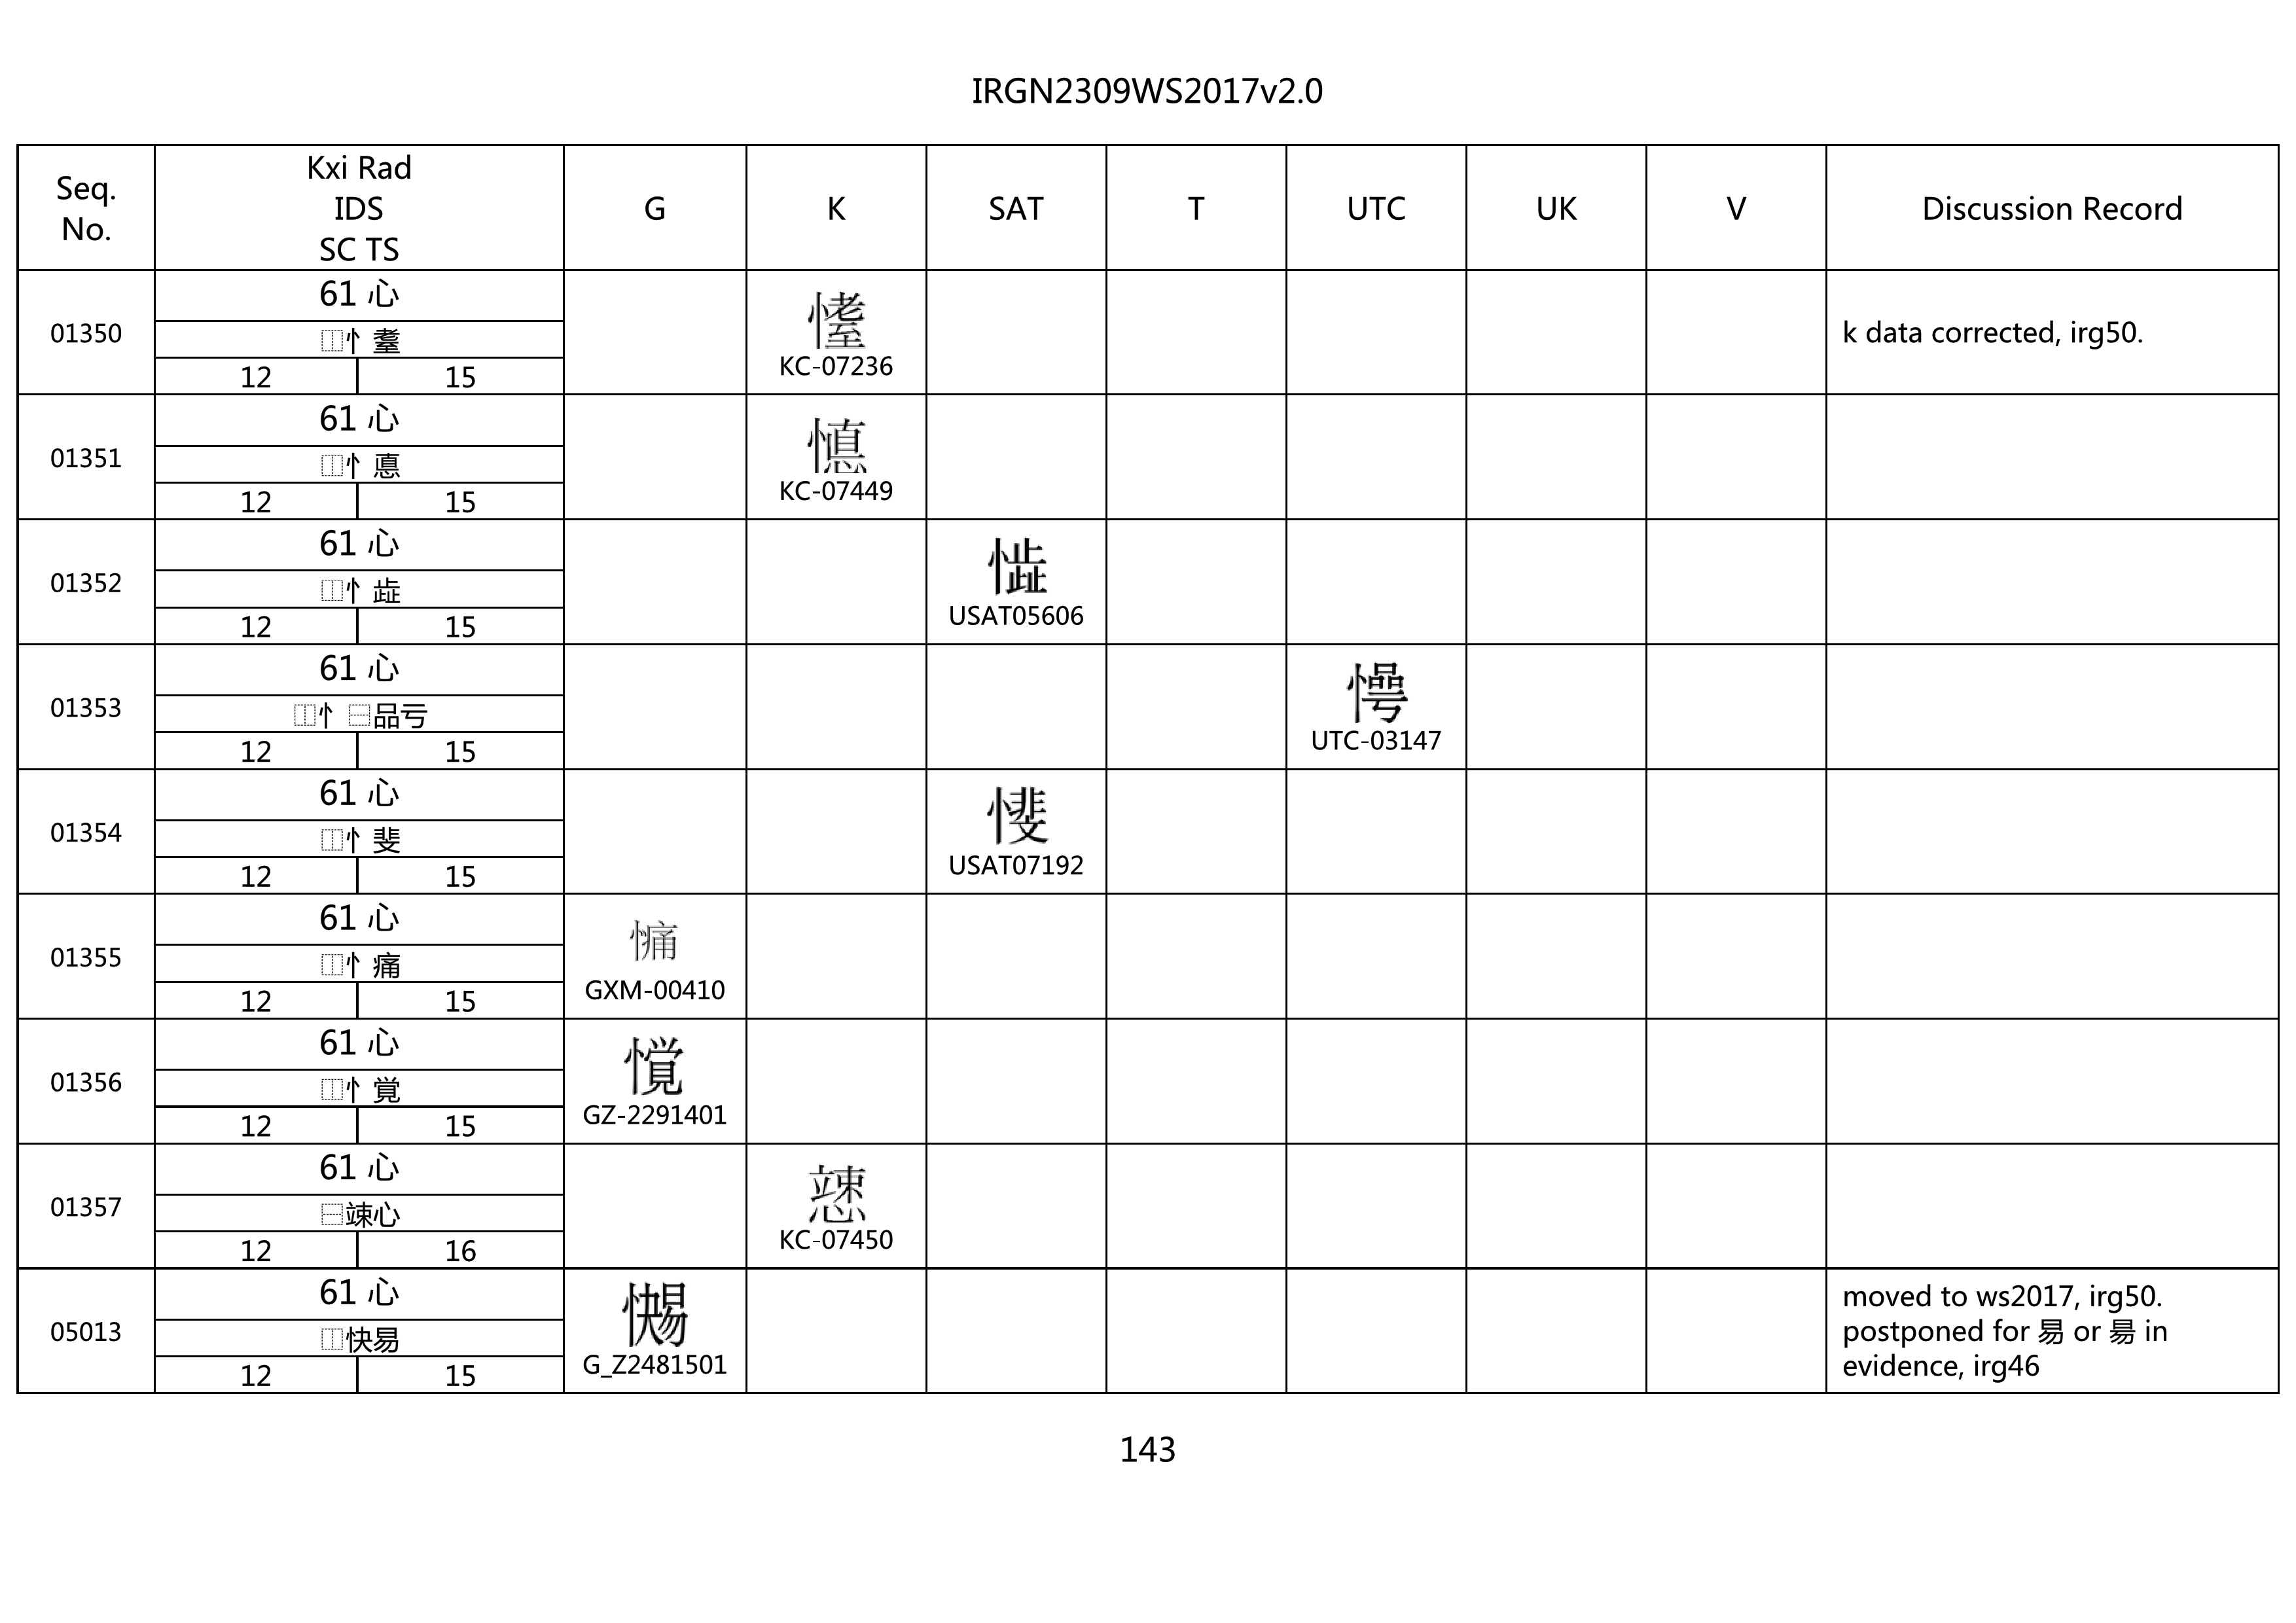 IRGN2309WS2017v2.0
Seq. No. Kxi Rad IDS SC TS G K SAT T UTC UK V Discussion Record
01350 61 心
⿰忄耋 KC-07236 k data corrected, irg50.
12 15
01351 61 心
⿰忄悳 KC-07449
12 15
01352 61 心
⿰忄歮 USAT05606
12 15
01353 61 心
⿰忄⿱品亏 UTC-03147
12 15
01354 61 心
⿰忄斐 USAT07192
12 15
01355 61 心
⿰忄痛 GXM-00410
12 15
01356 61 心
⿰忄覚 GZ-2291401
12 15
01357 61 心
⿱竦心 KC-07450
12 16
05013 61 心
⿰快易 G_Z2481501
12 15
moved to ws2017, irg50.
postponed for 易 or 昜 in
evidence, irg46
143